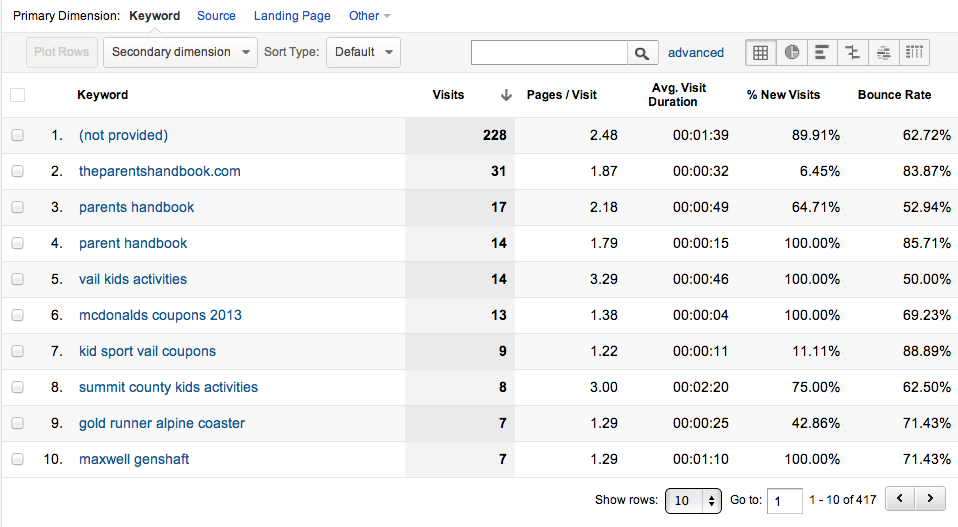 Primary Dimension: Keyword Source Landing Page Other
Plot Rows Secondary dimension Sort Type: Default advanced
Keyword Visits Pages / Visit Avg. Visit Duration % New Visits Bounce Rate
1. (not provided) 228 2.48 00:01:39 89.91% 62.72%
2. theparentshandbook.com 31 1.87 00:00:32 6.45% 83.87%
3. parents handbook 17 2.18 00:00:49 64.71% 52.94%
4. parent handbook 14 1.79 00:00:15 100.00% 85.71%
5. vail kids activities 14 3.29 00:00:46 100.00% 50.00%
6. mcdonalds coupons 2013 13 1.38 00:00:04 100.00% 69.23%
7. kid sport vail coupons 9 1.22 00:00:11 11.11% 88.89%
8. summit county kids activities 8 3.00 00:02:20 75.00% 62.50%
9. gold runner alpine coaster 7 1.29 00:00:25 42.86% 71.43%
10. maxwell genshaft 7 1.29 00:01:10 100.00% 71.43%
Show rows: 10 Go to: 1 1 - 10 of 417